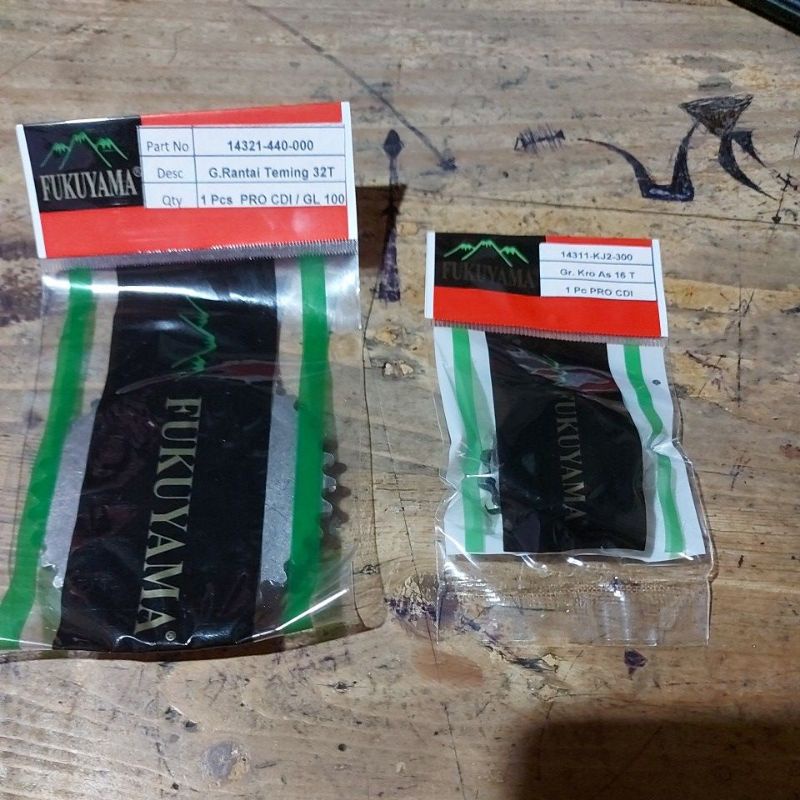 FUKUYAMA®
Part No 14321-440-000
Desc G.Rantai Teming 32T
Qty 1 Pcs PRO CDI / GL 100
FUKUYAMA®
FUKUYAMA®
14311-KJ2-300
Gr. Kro As 16 T
1 Pc PRO CDI
FUKUYAMA®